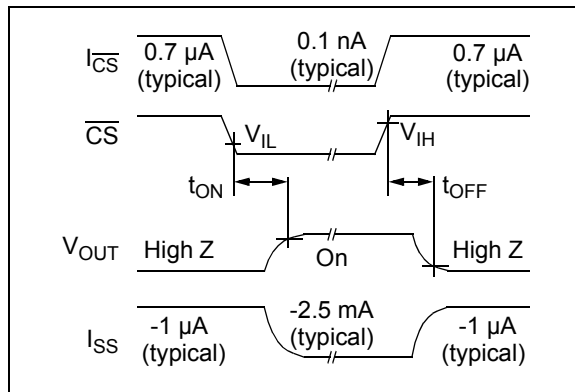 I_CS̅
0.7 µA (typical)
0.1 nA (typical)
0.7 µA (typical)
C̅S̅
V_IL
V_IH
t_ON
t_OFF
V_OUT
High Z
On
High Z
I_SS
-1 µA (typical)
-2.5 mA (typical)
-1 µA (typical)